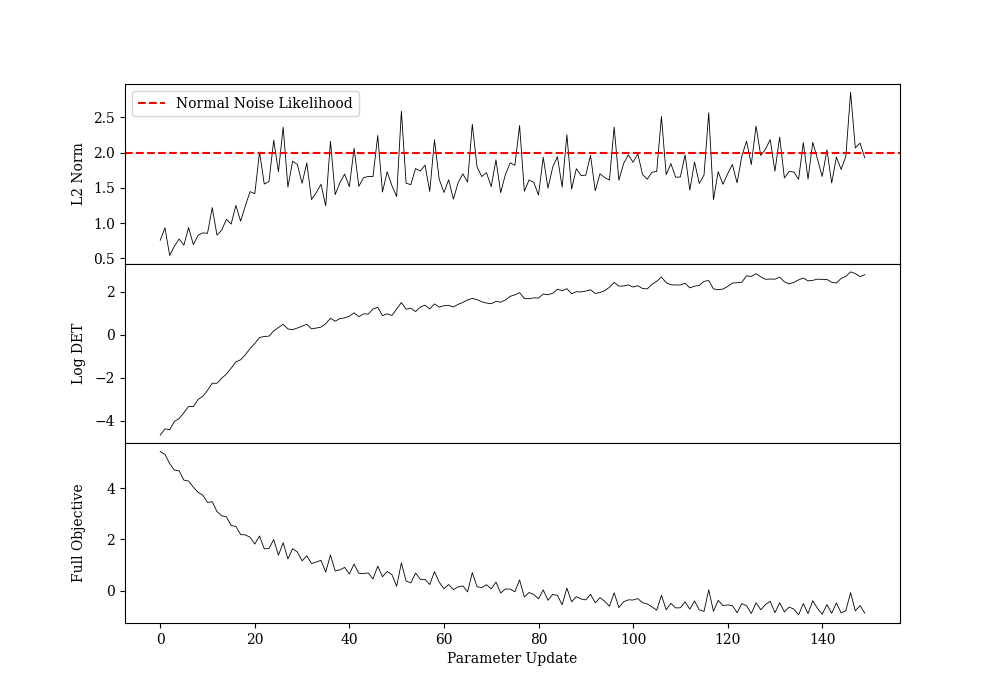 Normal Noise Likelihood
2.5
2.0
1.5
1.0
0.5
L2 Norm
2
0
−2
−4
Log DET
4
2
0
Full Objective
0 20 40 60 80 100 120 140
Parameter Update